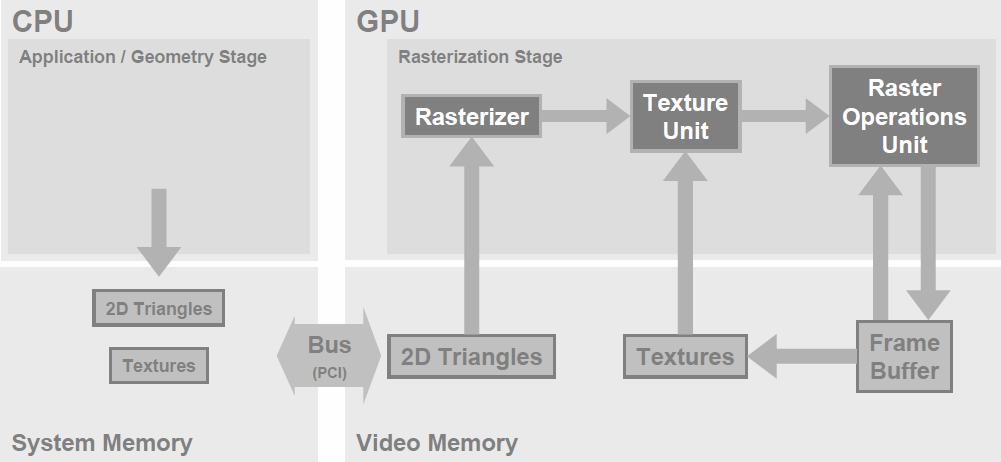 CPU
Application / Geometry Stage
2D Triangles
Textures
System Memory
Bus
(PCI)
GPU
Rasterization Stage
Rasterizer
Texture
Unit
Raster
Operations
Unit
2D Triangles
Textures
Frame
Buffer
Video Memory